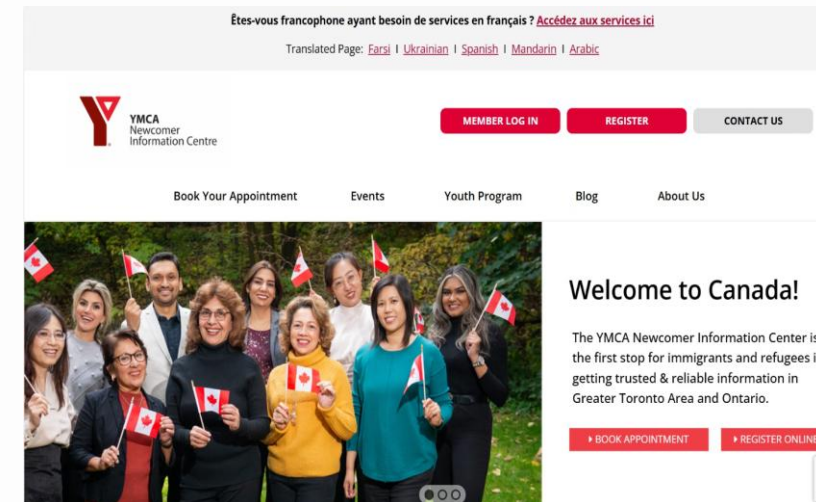 Êtes-vous francophone ayant besoin de services en français ? Accédez aux services ici
Translated Page: Farsi I Ukrainian I Spanish I Mandarin I Arabic
YMCA
Newcomer
Information Centre
MEMBER LOG IN
REGISTER
CONTACT US
Book Your Appointment
Events
Youth Program
Blog
About Us
Welcome to Canada!
The YMCA Newcomer Information Center is
the first stop for immigrants and refugees i
getting trusted & reliable information in
Greater Toronto Area and Ontario.
BOOK APPOINTMENT
REGISTER ONLINE